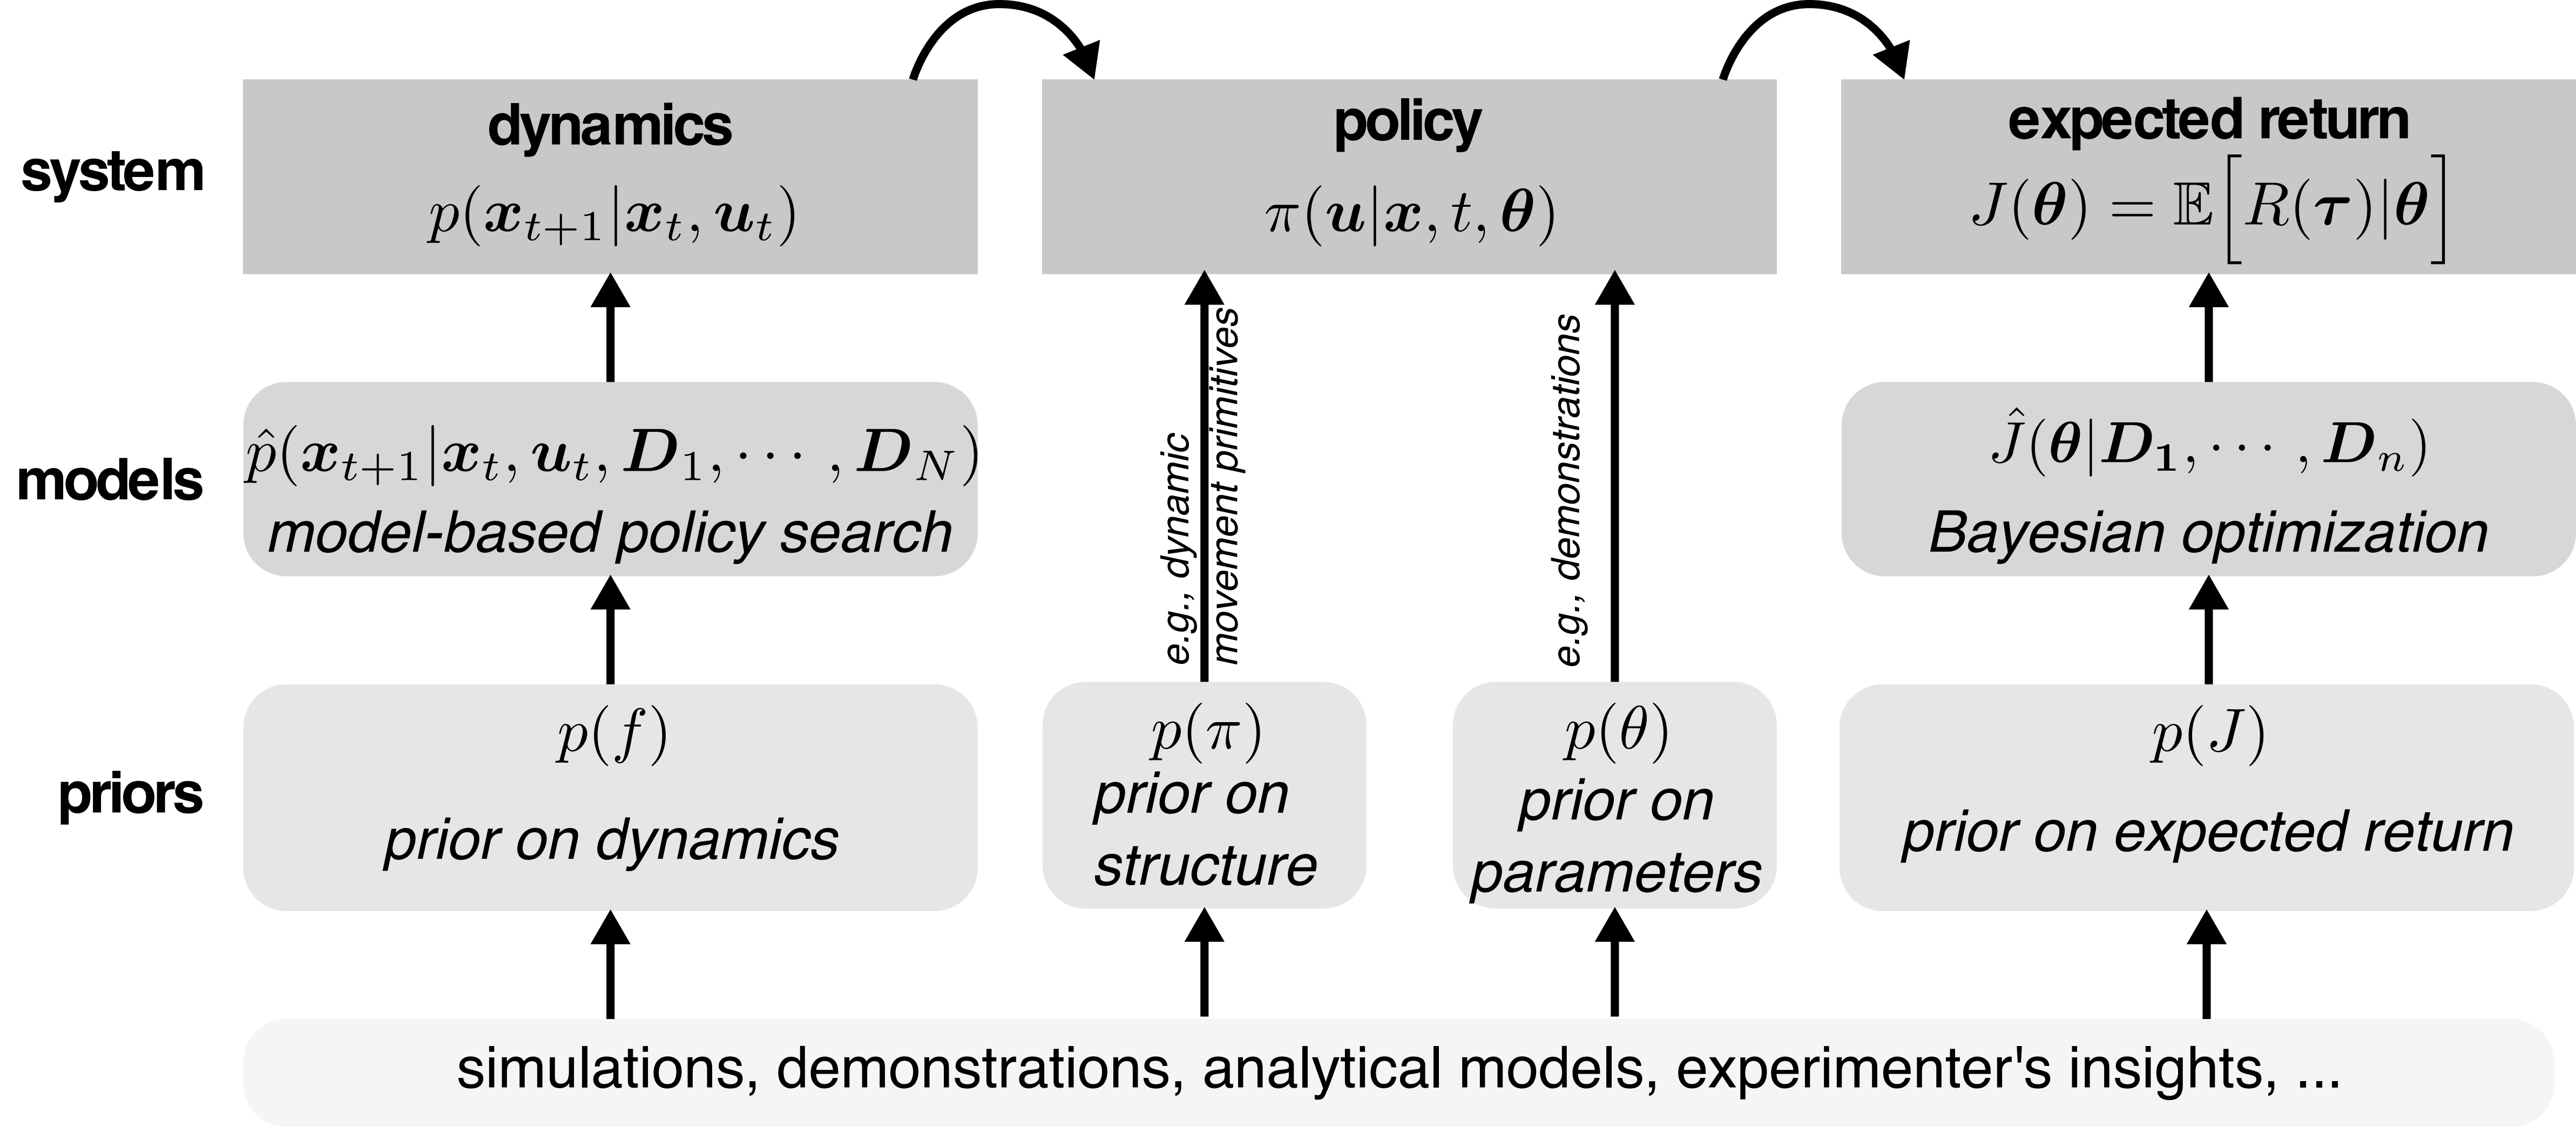 system
dynamics
p(x_{t+1}|x_t, u_t)
policy
π(u|x, t, θ)
expected return
J(θ) = 𝔼[R(τ)|θ]
models
p̂(x_{t+1}|x_t, u_t, D_1, ⋯ , D_N)
model-based policy search
e.g., dynamic
movement primitives
e.g., demonstrations
Ĵ(θ|D_1, ⋯ , D_n)
Bayesian optimization
priors
p(f)
prior on dynamics
p(π)
prior on
structure
p(θ)
prior on
parameters
p(J)
prior on expected return
simulations, demonstrations, analytical models, experimenter's insights, ...